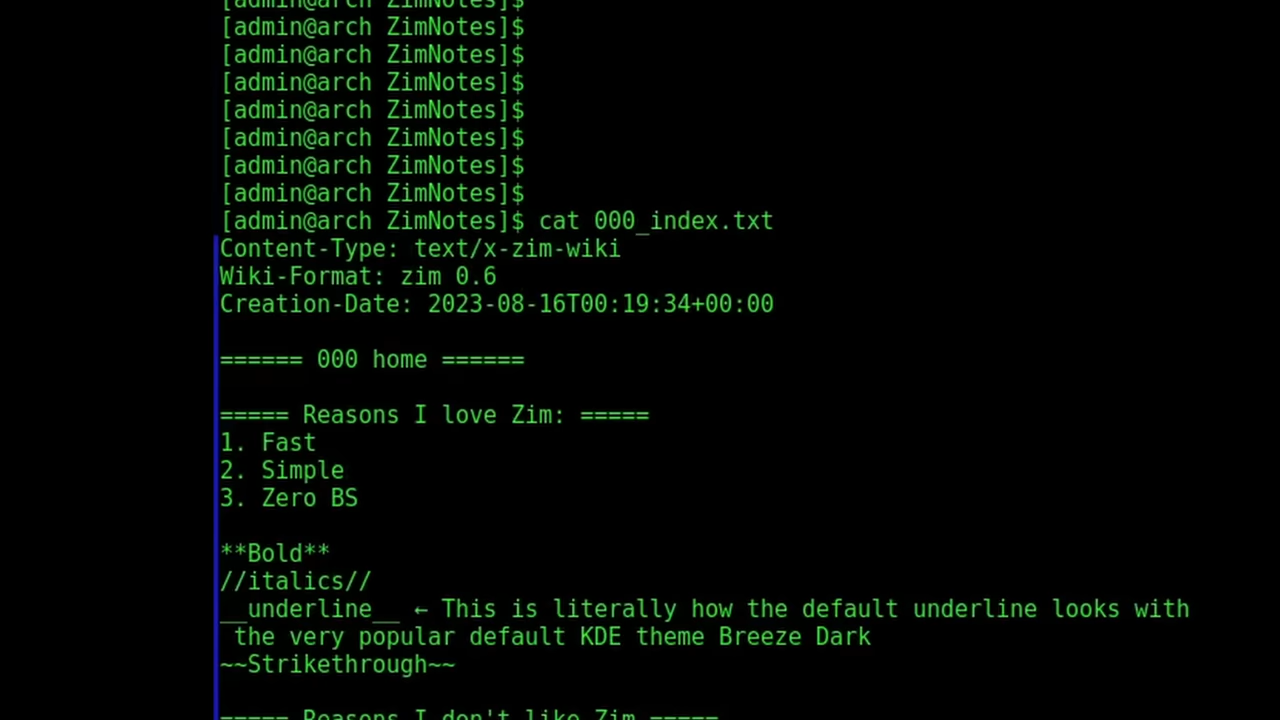 [admin@arch ZimNotes]$
[admin@arch ZimNotes]$
[admin@arch ZimNotes]$
[admin@arch ZimNotes]$
[admin@arch ZimNotes]$
[admin@arch ZimNotes]$
[admin@arch ZimNotes]$
[admin@arch ZimNotes]$
[admin@arch ZimNotes]$ cat 000_index.txt
Content-Type: text/x-zim-wiki
Wiki-Format: zim 0.6
Creation-Date: 2023-08-16T00:19:34+00:00
====== 000 home ======
===== Reasons I love Zim: =====
1. Fast
2. Simple
3. Zero BS
**Bold**
//italics//
__underline__ ← This is literally how the default underline looks with
the very popular default KDE theme Breeze Dark
~~Strikethrough~~
===== Reasons I don't like Zim =====